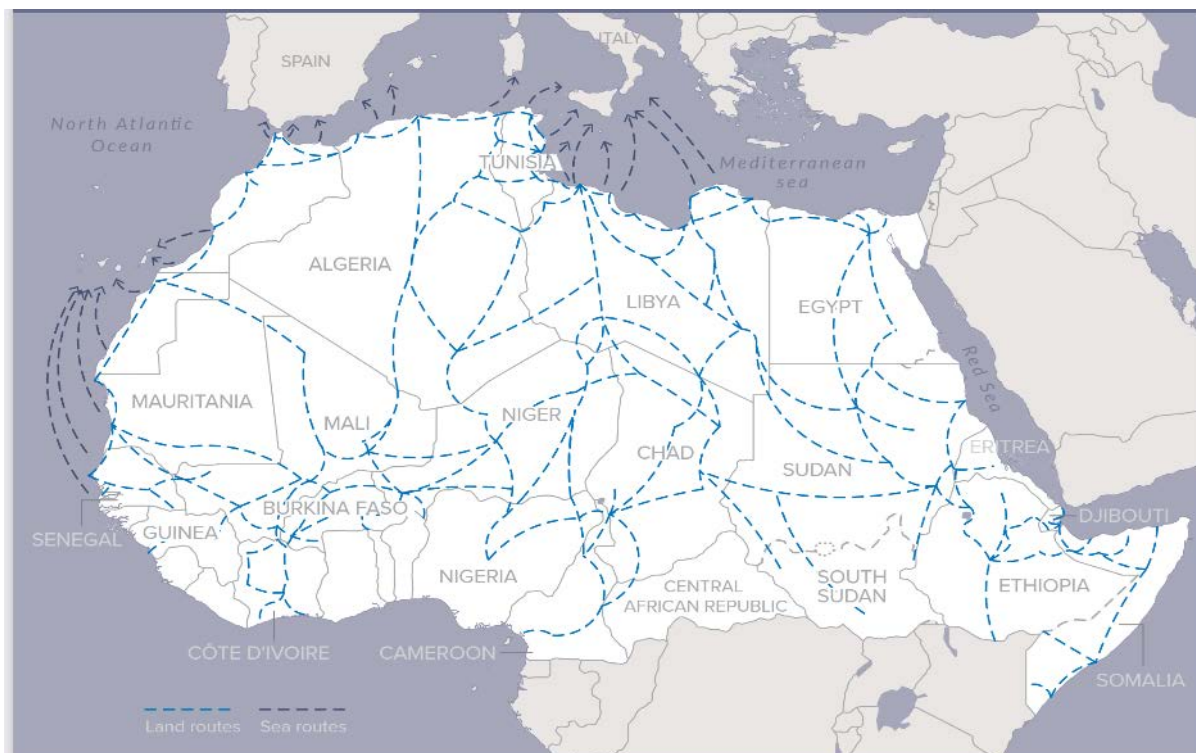 ITALY
SPAIN
North Atlantic
Ocean
TUNISIA
Mediterranean
sea
ALGERIA
LIBYA
EGYPT
Red Sea
MAURITANIA
MALI
NIGER
CHAD
SUDAN
ERITREA
BURKINA FASO
SENEGAL
GUINEA
DJIBOUTI
NIGERIA
CENTRAL
AFRICAN REPUBLIC
SOUTH
SUDAN
ETHIOPIA
CÔTE D'IVOIRE
CAMEROON
SOMALIA
Land routes
Sea routes